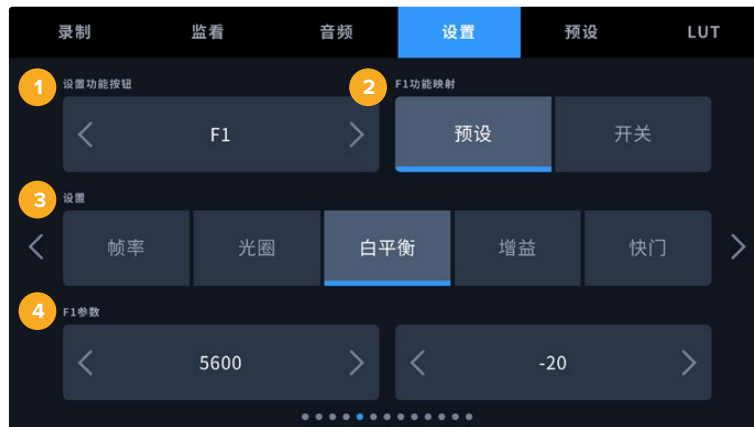 录制 监看 音频 设置 预设 LUT
1 设置功能按钮 2 F1功能映射
F1 预设 开关
3 设置
帧率 光圈 白平衡 增益 快门
4 F1参数
5600 -20